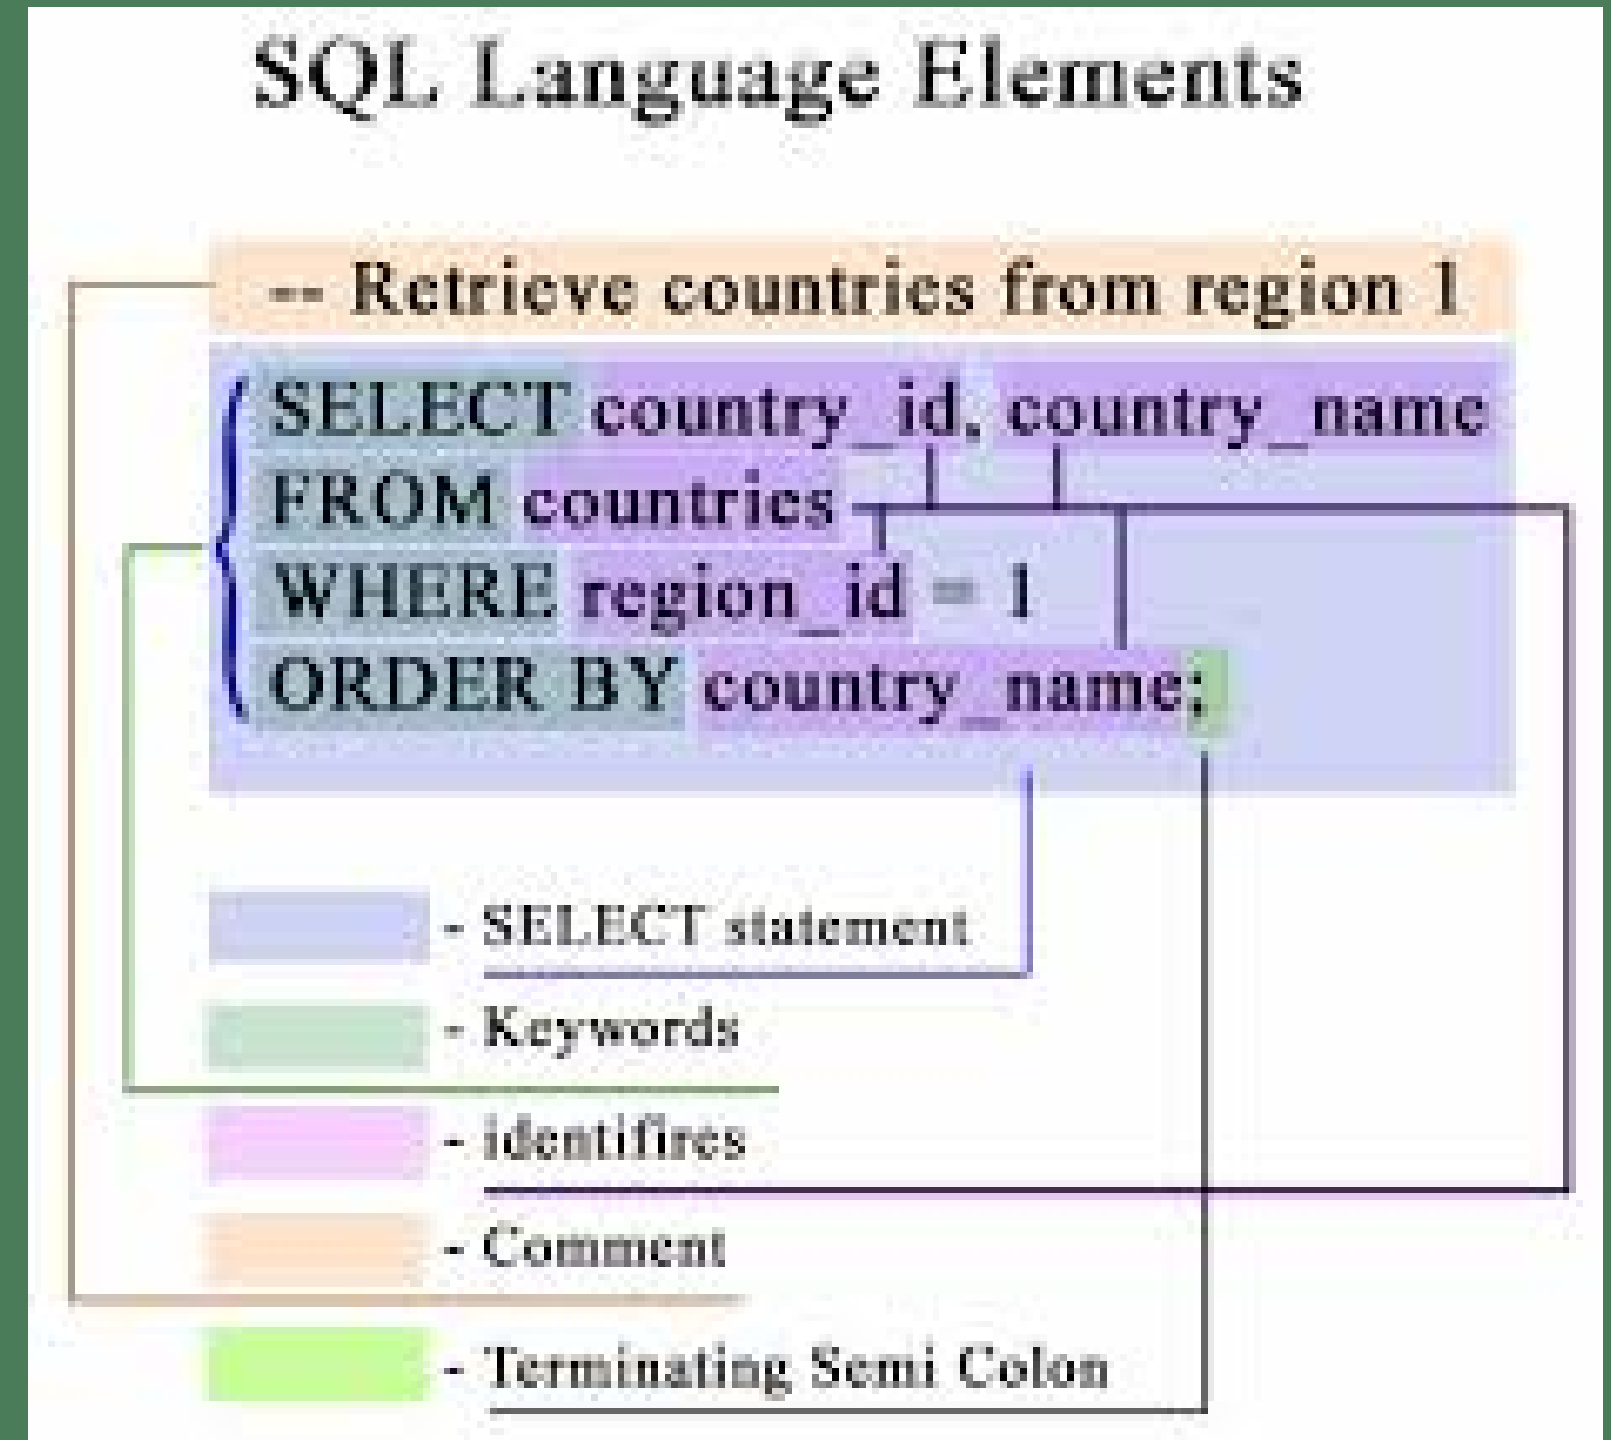 SQL Language Elements
-- Retrieve countries from region 1
SELECT country_id, country_name
FROM countries
WHERE region_id = 1
ORDER BY country_name;
- SELECT statement
- Keywords
- identifires
- Comment
- Terminating Semi Colon